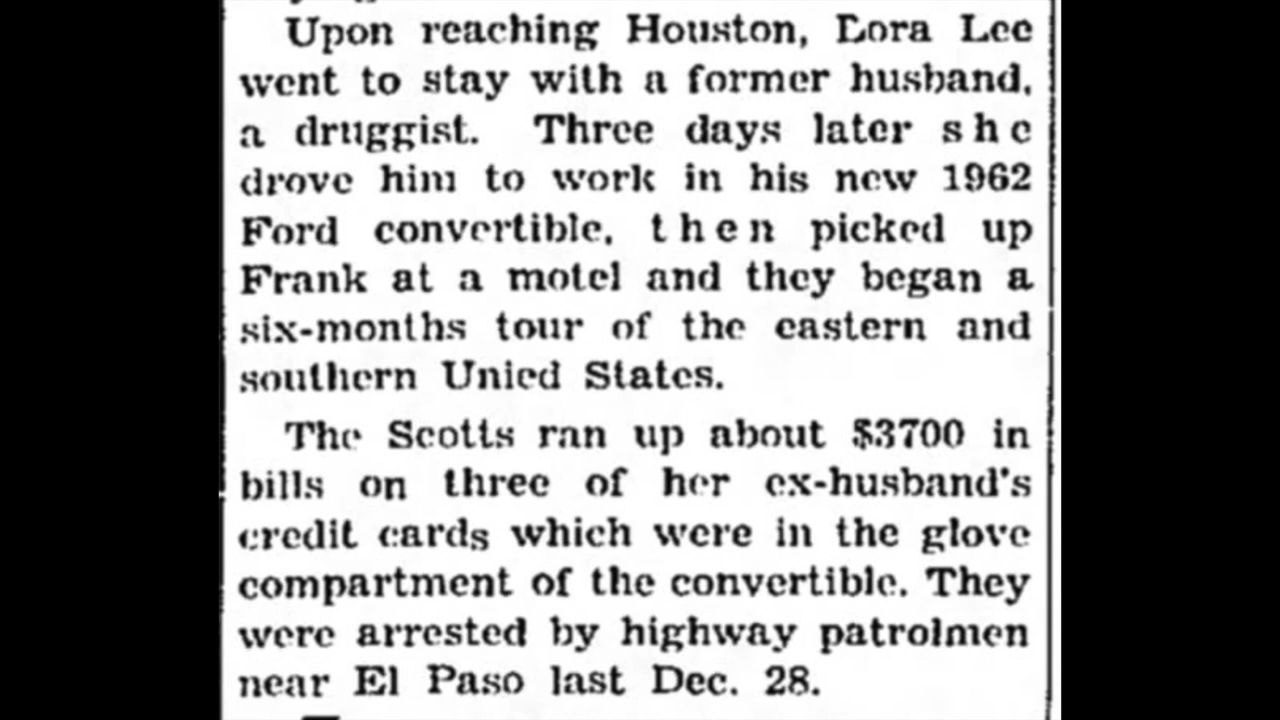 Upon reaching Houston, Lora Lee
went to stay with a former husband,
a druggist. Three days later she
drove him to work in his new 1962
Ford convertible, then picked up
Frank at a motel and they began a
six-months tour of the eastern and
southern Unied States.
The Scotts ran up about $3700 in
bills on three of her ex-husband's
credit cards which were in the glove
compartment of the convertible. They
were arrested by highway patrolmen
near El Paso last Dec. 28.